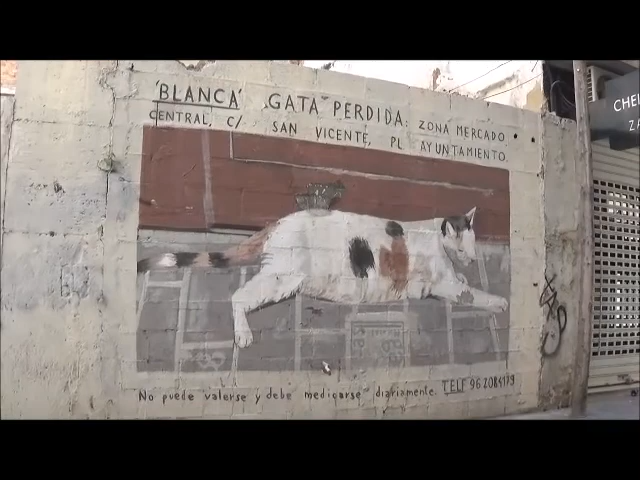 'BLANCA' GATA PERDIDA: ZONA MERCADO
CENTRAL, C/ SAN VICENTE, PL AYUNTAMIENTO.
No puede valerse y debe medicarse diariamente. TELF 96 2084179
CHE